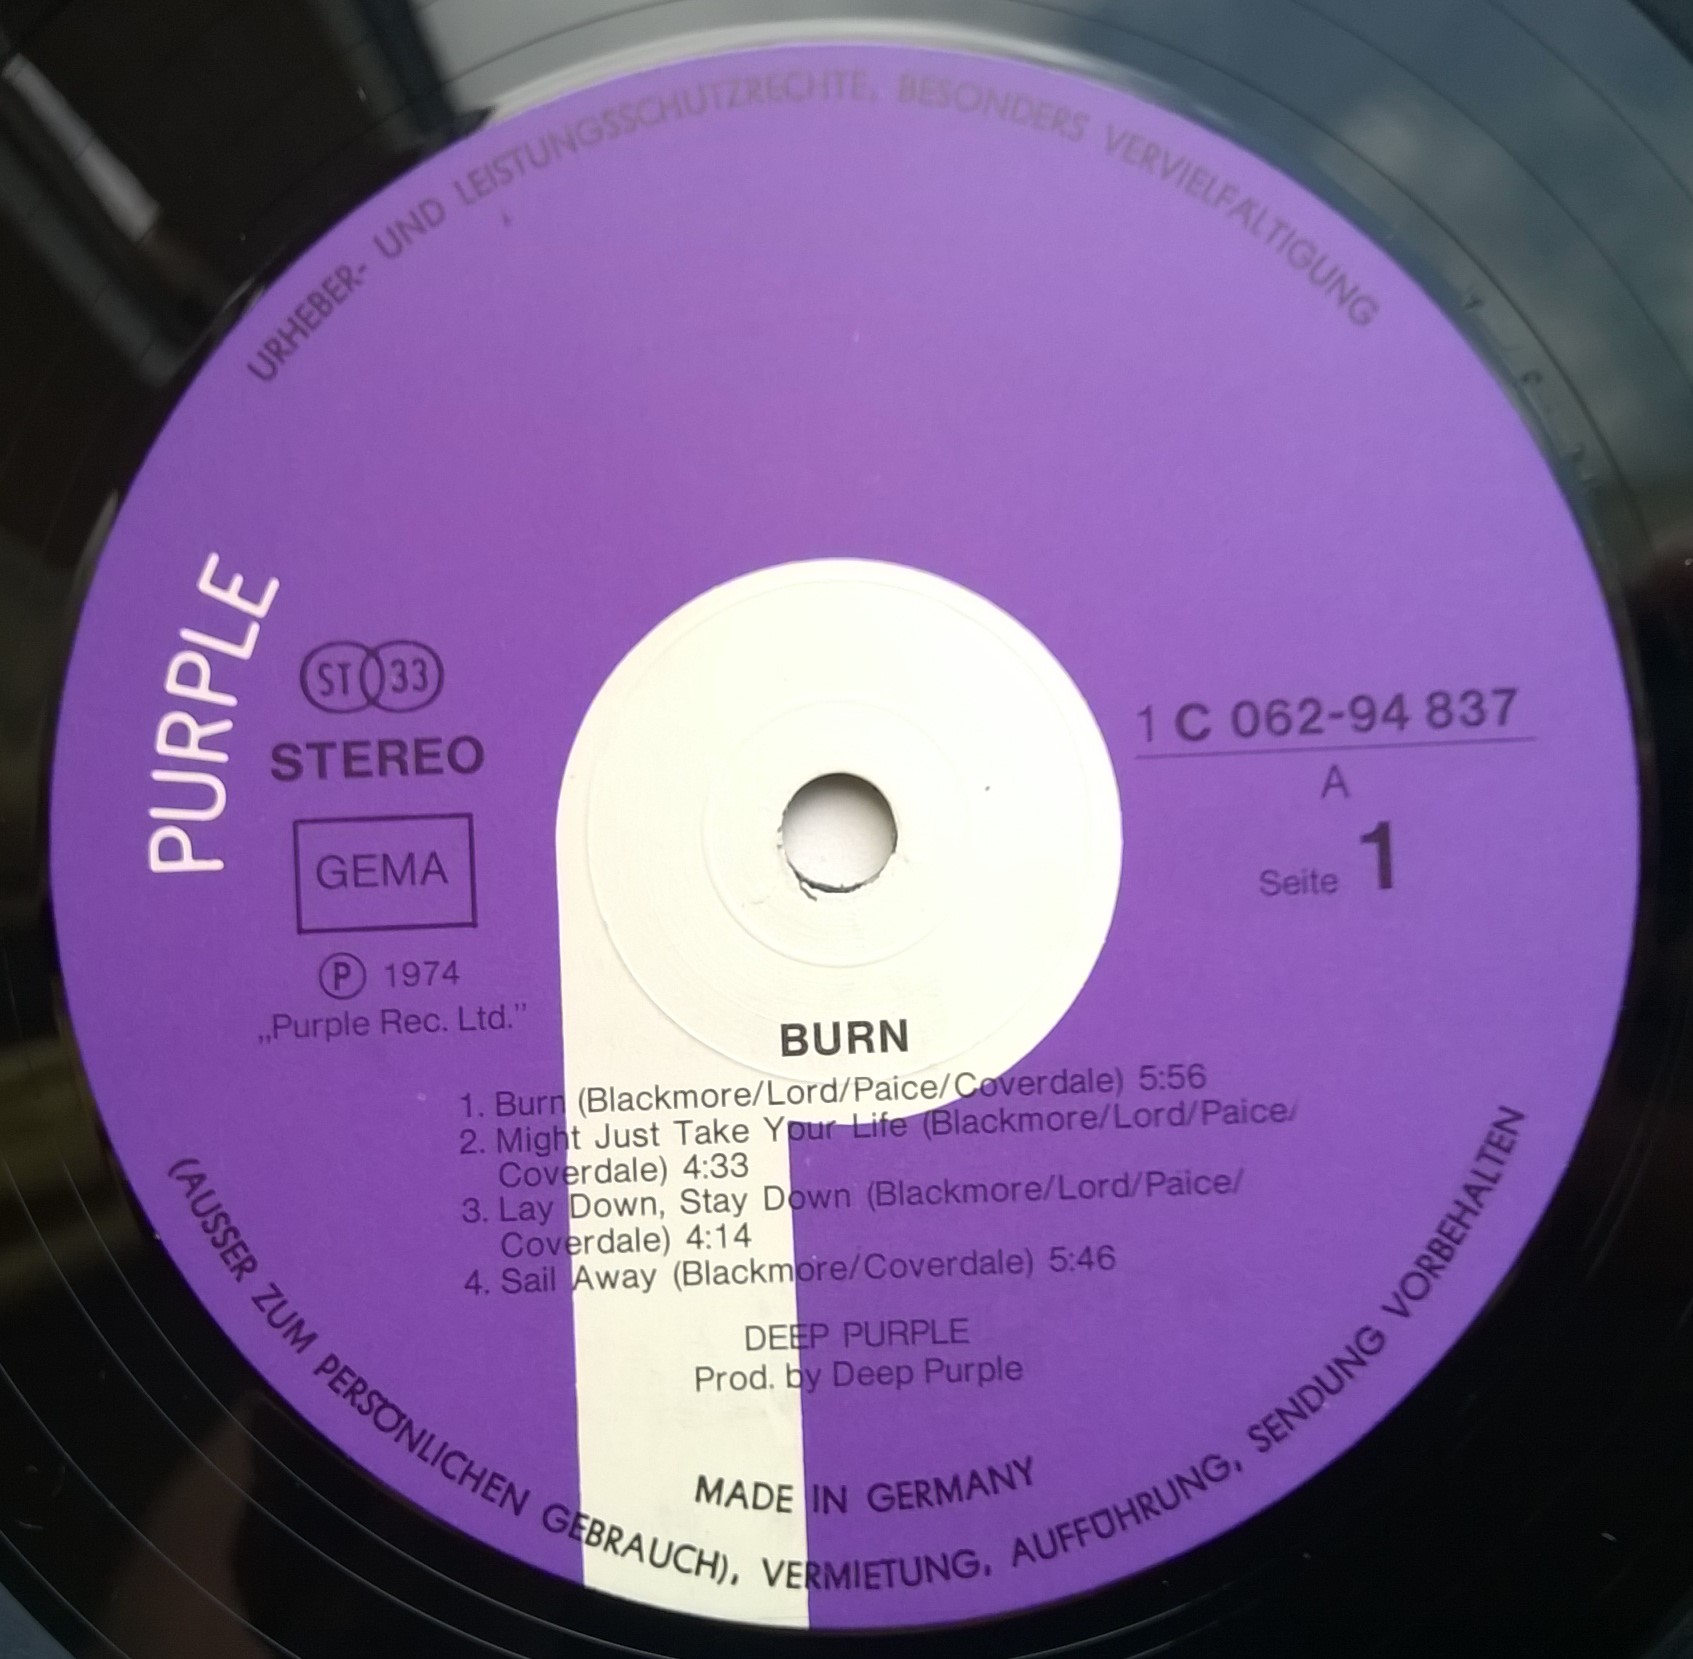 URHEBER- UND LEISTUNGSSCHUTZRECHTE, BESONDERS VERVIELFÄLTIGUNG
PURPLE
ST 33
STEREO
GEMA
Ⓟ 1974
„Purple Rec. Ltd.”
1 C 062-94 837
A
Seite 1
BURN
1. Burn (Blackmore/Lord/Paice/Coverdale) 5:56
2. Might Just Take Your Life (Blackmore/Lord/Paice/
Coverdale) 4:33
3. Lay Down, Stay Down (Blackmore/Lord/Paice/
Coverdale) 4:14
4. Sail Away (Blackmore/Coverdale) 5:46
DEEP PURPLE
Prod. by Deep Purple
MADE IN GERMANY
(AUSSER ZUM PERSÖNLICHEN GEBRAUCH), VERMIETUNG, AUFFÜHRUNG, SENDUNG VORBEHALTEN